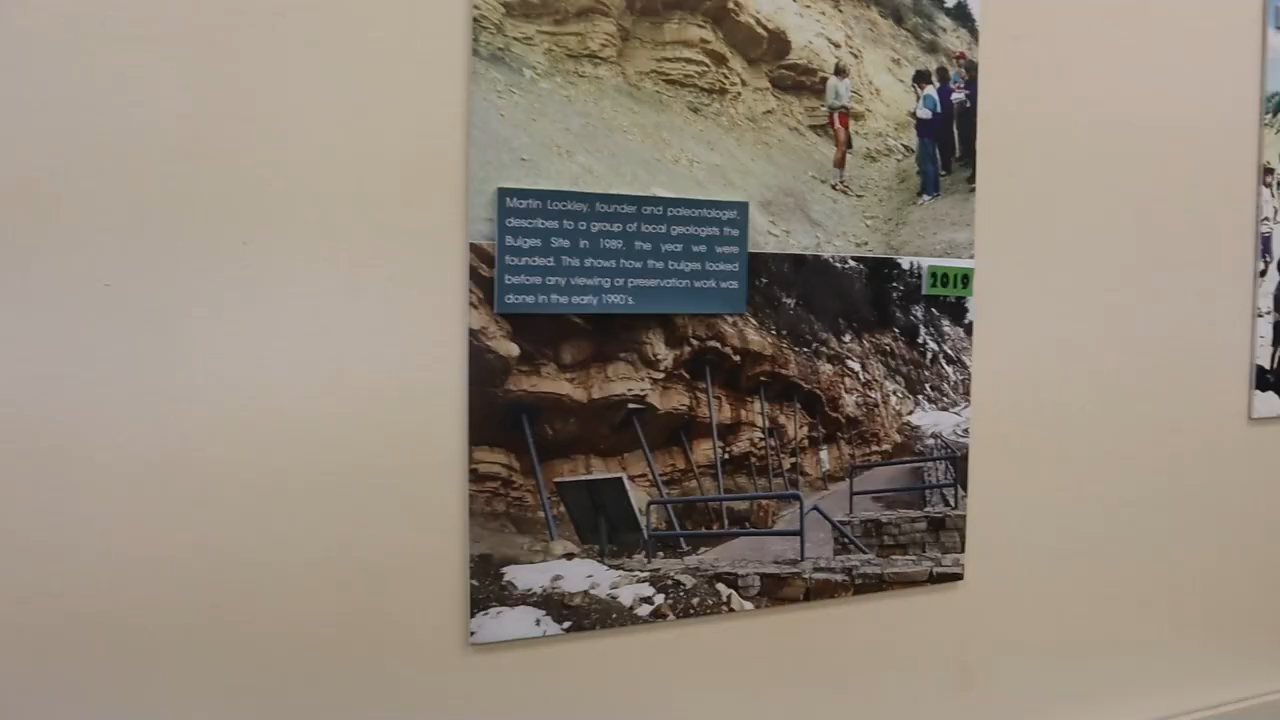 Martin Lockley, founder and paleontologist,
describes to a group of local geologists the
Bulges Site in 1989, the year we were
founded. This shows how the bulges looked
before any viewing or preservation work was
done in the early 1990's.
2019